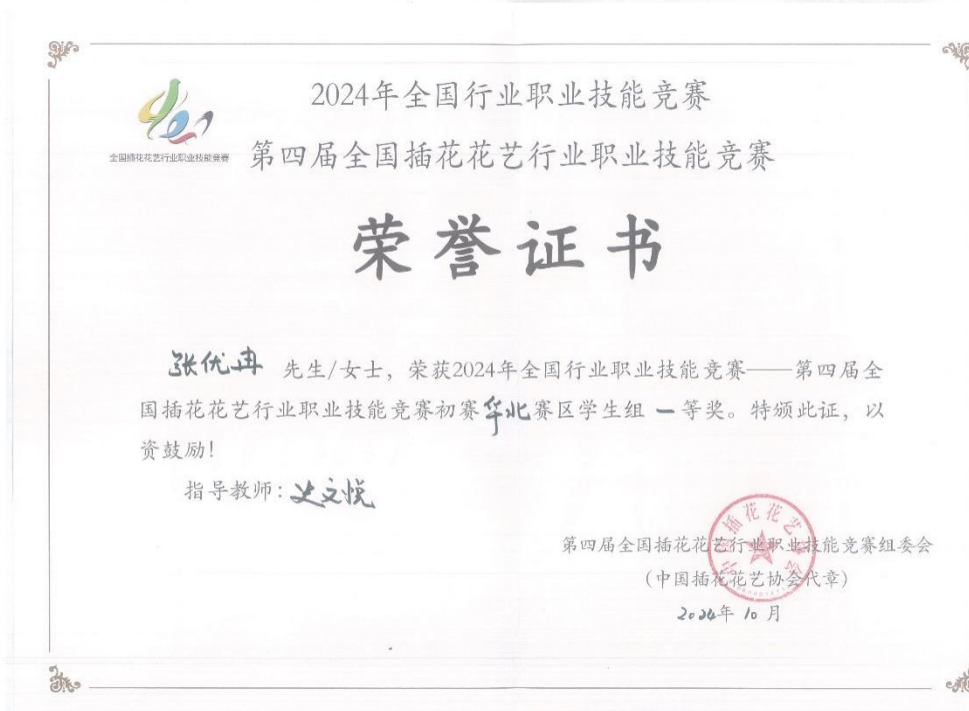 2024年全国行业职业技能竞赛
全国插花花艺行业职业技能竞赛
第四届全国插花花艺行业职业技能竞赛
荣誉证书
张优冉 先生/女士，荣获2024年全国行业职业技能竞赛——第四届全
国插花花艺行业职业技能竞赛初赛华北赛区学生组 一等奖。特颁此证，以
资鼓励！
指导教师：史文悦
第四届全国插花花艺行业职业技能竞赛组委会
（中国插花花艺协会代章）
2024年 10 月